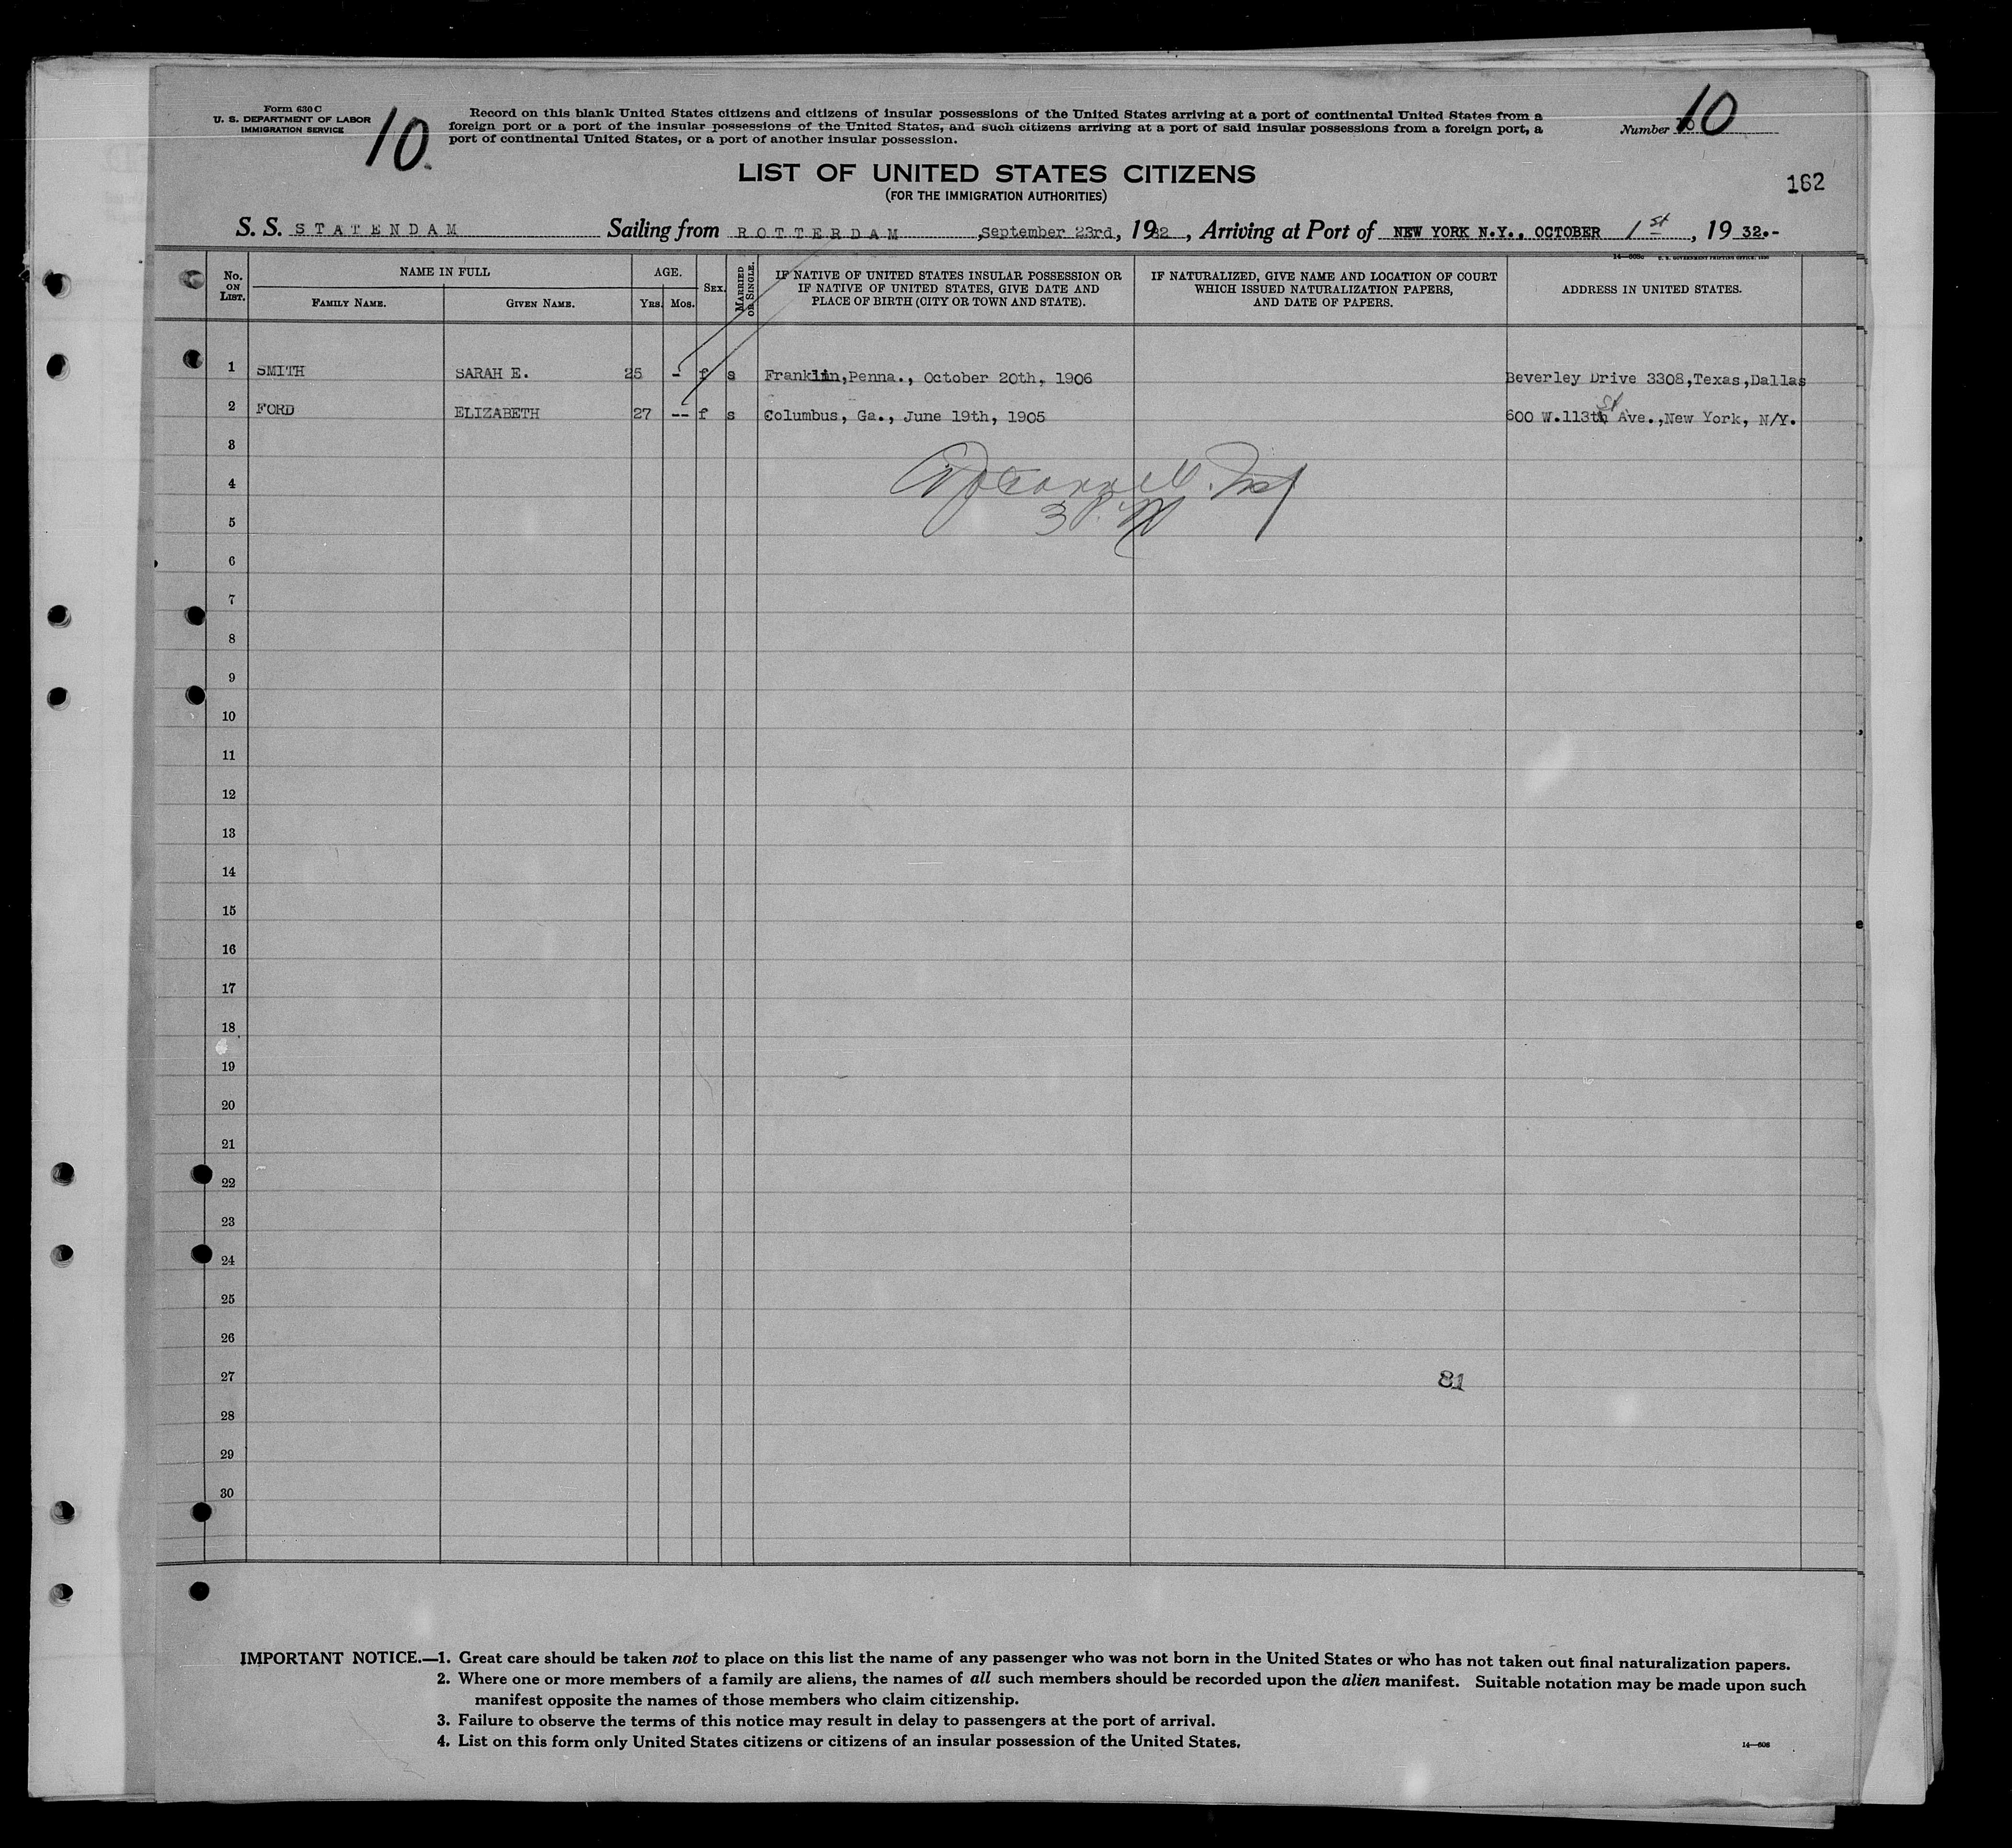 Form 630 C
U. S. DEPARTMENT OF LABOR
IMMIGRATION SERVICE
10.
Record on this blank United States citizens and citizens of insular possessions of the United States arriving at a port of continental United States from a
foreign port or a port of the insular possessions of the United States, and such citizens arriving at a port of said insular possessions from a foreign port, a
port of continental United States, or a port of another insular possession.
Number 10
LIST OF UNITED STATES CITIZENS
(FOR THE IMMIGRATION AUTHORITIES)
162
S. S. STATENDAM Sailing from ROTTERDAM, september 23rd, 1932, Arriving at Port of NEW YORK N.Y., OCTOBER 1st, 19 32.-
No. ON LIST. NAME IN FULL FAMILY NAME. GIVEN NAME. AGE. YRS. MOS. SEX. MARRIED OR SINGLE.
IF NATIVE OF UNITED STATES INSULAR POSSESSION OR
IF NATIVE OF UNITED STATES, GIVE DATE AND
PLACE OF BIRTH (CITY OR TOWN AND STATE).
IF NATURALIZED, GIVE NAME AND LOCATION OF COURT
WHICH ISSUED NATURALIZATION PAPERS,
AND DATE OF PAPERS.
ADDRESS IN UNITED STATES.
1 SMITH SARAH E. 25 - f s Franklin,Penna., October 20th, 1906 Beverley Drive 3308,Texas,Dallas
2 FORD ELIZABETH 27 -- f s Columbus, Ga., June 19th, 1905 600 W.113th St Ave.,New York, N/Y.
3
4
5
6
7
8
9
10
11
12
13
14
15
16
17
18
19
20
21
22
23
24
25
26
27 81
28
29
30
IMPORTANT NOTICE.—1. Great care should be taken not to place on this list the name of any passenger who was not born in the United States or who has not taken out final naturalization papers.
2. Where one or more members of a family are aliens, the names of all such members should be recorded upon the alien manifest. Suitable notation may be made upon such
manifest opposite the names of those members who claim citizenship.
3. Failure to observe the terms of this notice may result in delay to passengers at the port of arrival.
4. List on this form only United States citizens or citizens of an insular possession of the United States.
14—608